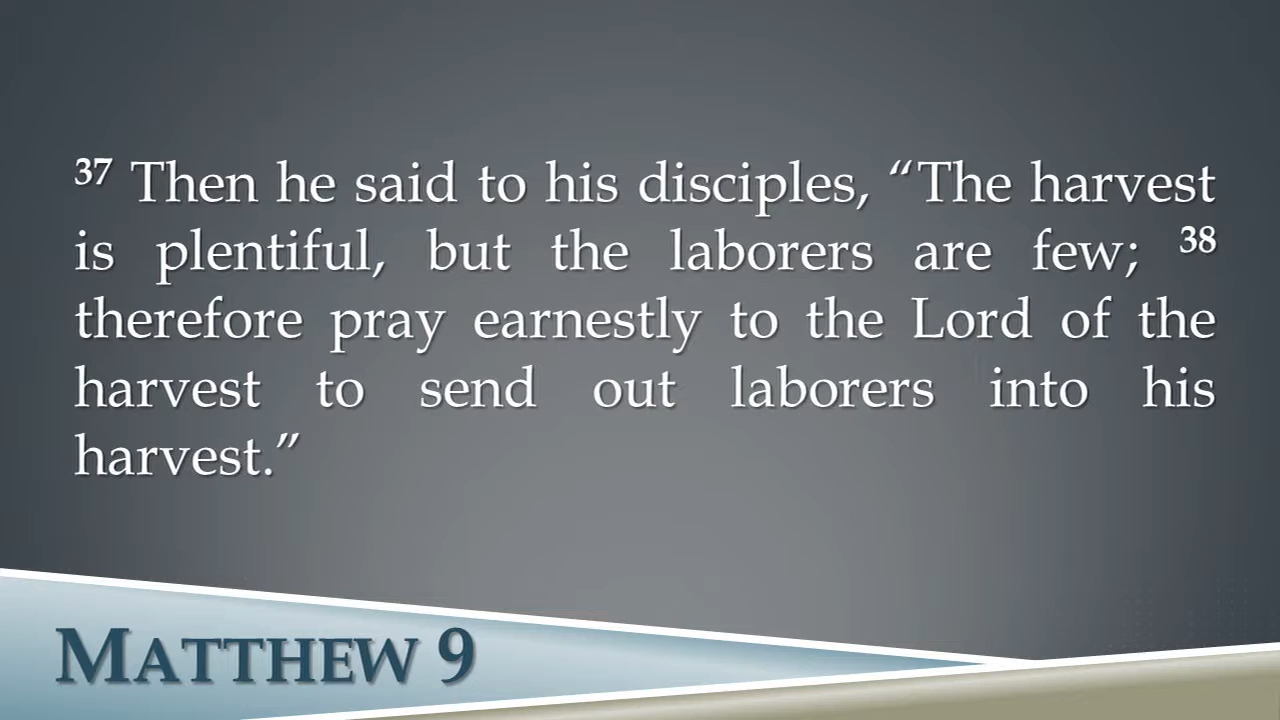 37 Then he said to his disciples, “The harvest
is plentiful, but the laborers are few; 38
therefore pray earnestly to the Lord of the
harvest to send out laborers into his
harvest.”
MATTHEW 9